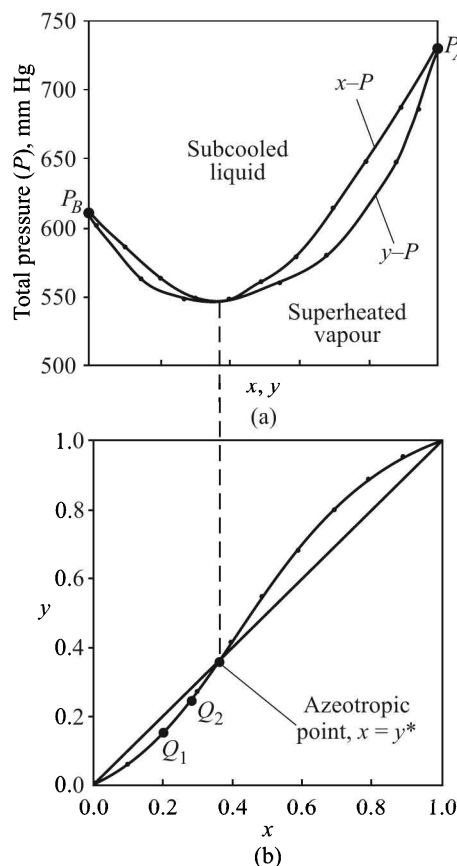 750
P_A
700
x–P
Total pressure (P), mm Hg
Subcooled
liquid
650
P_B
600
y–P
550
Superheated
vapour
500
x, y
(a)
1.0
0.8
0.6
y
0.4
Q2
Azeotropic
point, x = y*
0.2
Q1
0.0
0.0 0.2 0.4 0.6 0.8 1.0
x
(b)